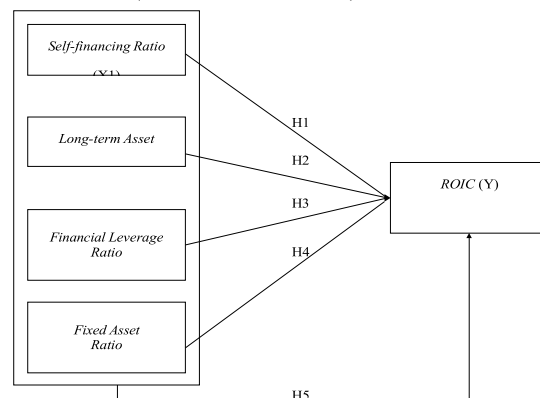 Self-financing Ratio
(X1)
H1
Long-term Asset
H2
ROIC (Y)
H3
Financial Leverage
Ratio
H4
Fixed Asset
Ratio
H5